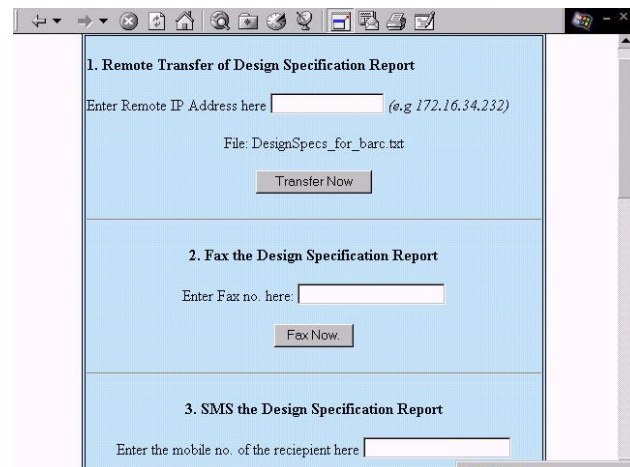 1. Remote Transfer of Design Specification Report
Enter Remote IP Address here (e.g 172.16.34.232)
File: DesignSpecs_for_barc.txt
Transfer Now
2. Fax the Design Specification Report
Enter Fax no. here:
Fax Now.
3. SMS the Design Specification Report
Enter the mobile no. of the reciepient here